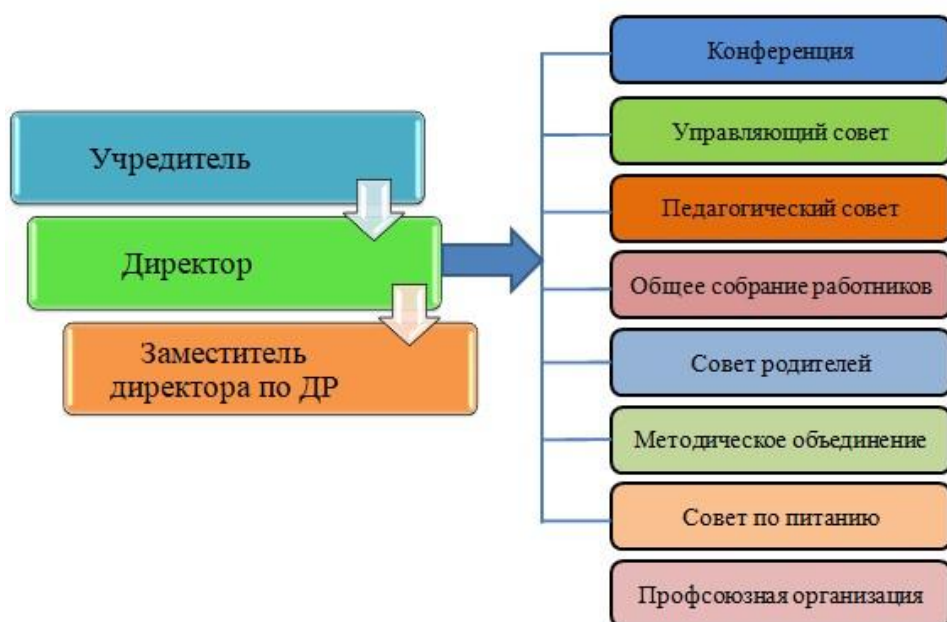 Учредитель
Директор
Заместитель
директора по ДР
Конференция
Управляющий совет
Педагогический совет
Общее собрание работников
Совет родителей
Методическое объединение
Совет по питанию
Профсоюзная организация